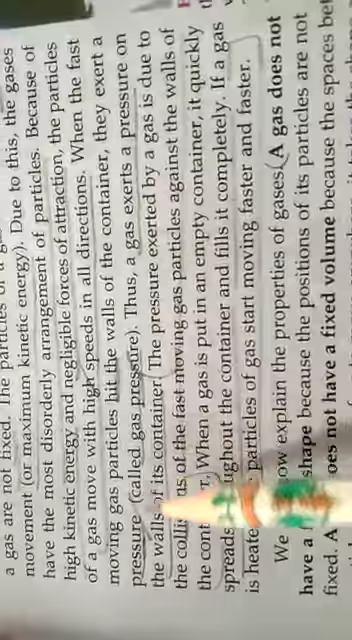 a gas are not fixed. The particles of a
movement (or maximum kinetic energy). Due to this, the gases
have the most disorderly arrangement of particles. Because of
high kinetic energy and negligible forces of attraction, the particles
of a gas move with high speeds in all directions. When the fast
moving gas particles hit the walls of the container, they exert a
pressure (called gas pressure). Thus, a gas exerts a pressure on
the walls of its container. The pressure exerted by a gas is due to
the collis ns of the fast moving gas particles against the walls of
the cont r. When a gas is put in an empty container, it quickly
spreads ughout the container and fills it completely. If a gas
is heate particles of gas start moving faster and faster.
We ow explain the properties of gases. (A gas does not
have a shape because the positions of its particles are not
fixed. A oes not have a fixed volume because the spaces bet